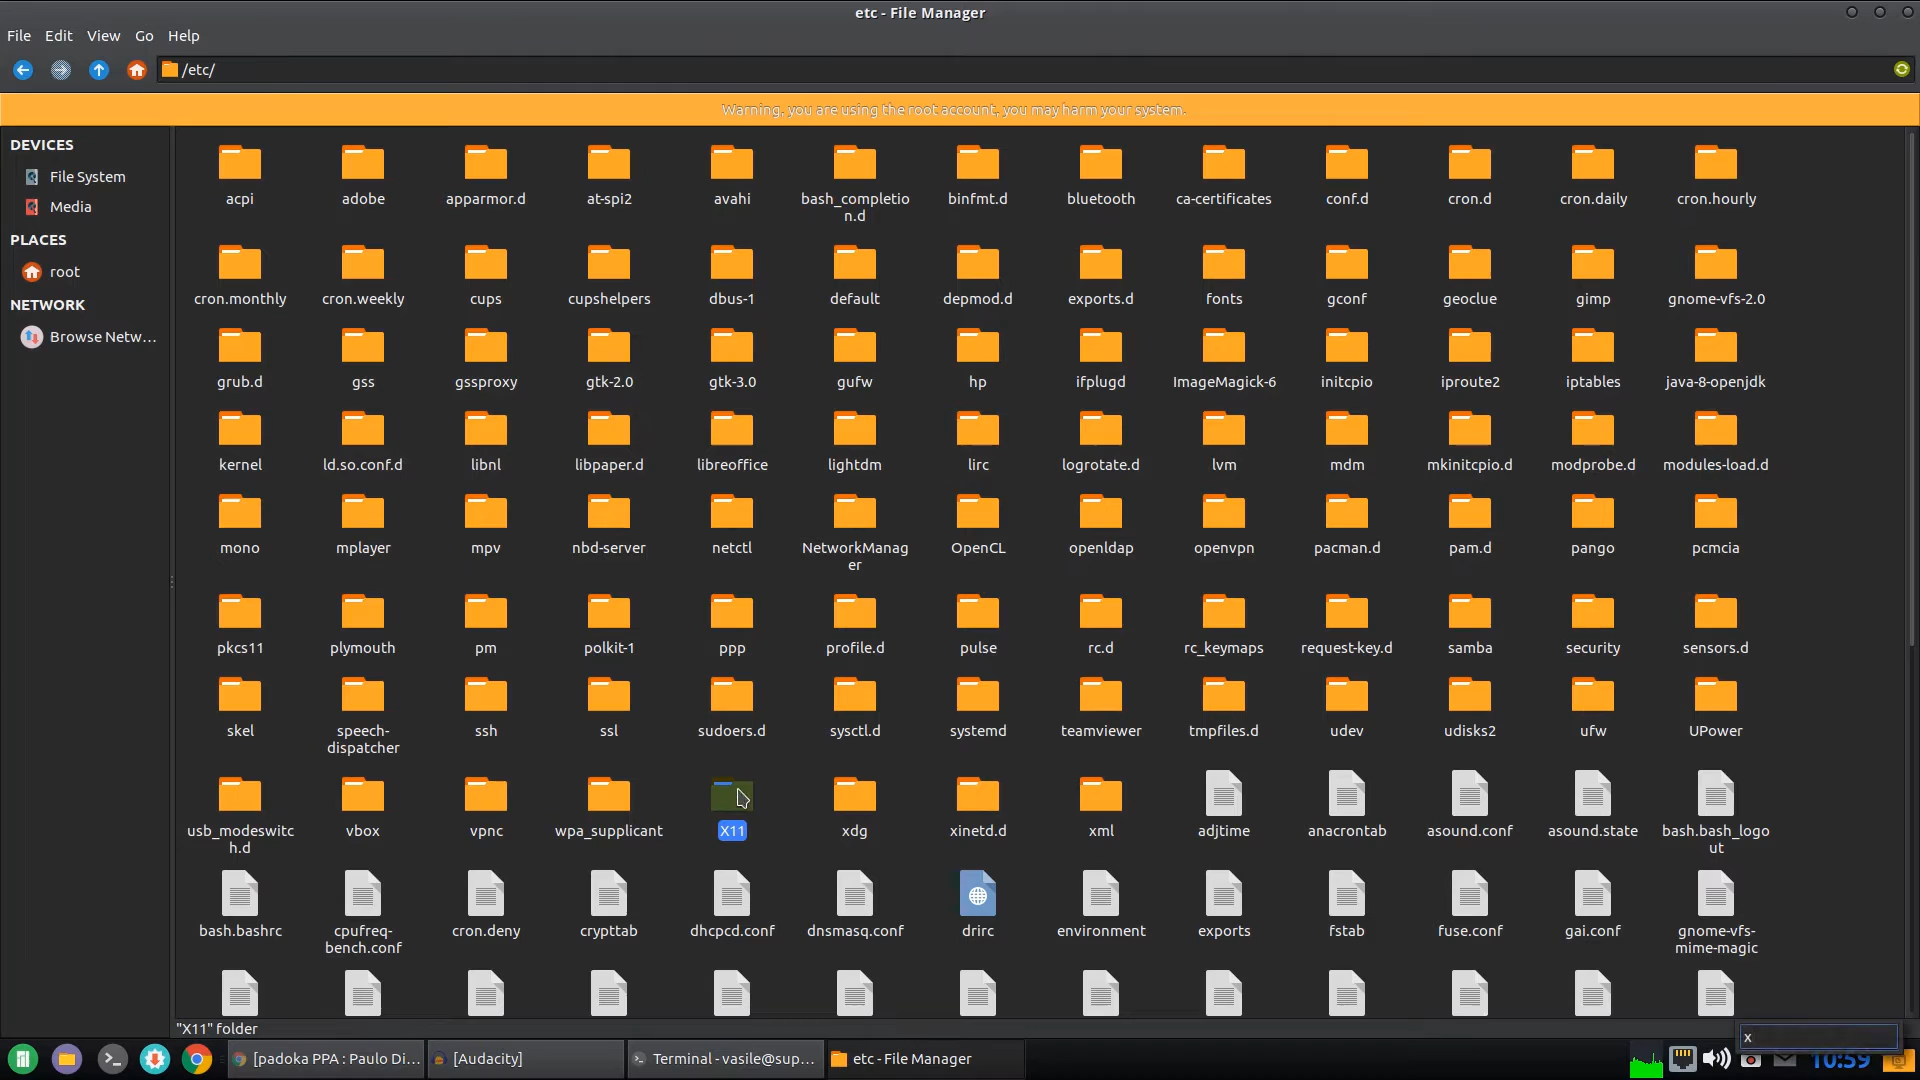 etc - File Manager
File Edit View Go Help
/etc/
Warning, you are using the root account, you may harm your system.
DEVICES
File System
Media
PLACES
root
NETWORK
Browse Netw...
acpi adobe apparmor.d at-spi2 avahi bash_completio binfmt.d bluetooth ca-certificates conf.d cron.d cron.daily cron.hourly
n.d
cron.monthly cron.weekly cups cupshelpers dbus-1 default depmod.d exports.d fonts gconf geoclue gimp gnome-vfs-2.0
grub.d gss gssproxy gtk-2.0 gtk-3.0 gufw hp ifplugd ImageMagick-6 initcpio iproute2 iptables java-8-openjdk
kernel ld.so.conf.d libnl libpaper.d libreoffice lightdm lirc logrotate.d lvm mdm mkinitcpio.d modprobe.d modules-load.d
mono mplayer mpv nbd-server netctl NetworkManag OpenCL openldap openvpn pacman.d pam.d pango pcmcia
er
pkcs11 plymouth pm polkit-1 ppp profile.d pulse rc.d rc_keymaps request-key.d samba security sensors.d
skel speech- ssh ssl sudoers.d sysctl.d systemd teamviewer tmpfiles.d udev udisks2 ufw UPower
dispatcher
usb_modeswitc vbox vpnc wpa_supplicant X11 xdg xinetd.d xml adjtime anacrontab asound.conf asound.state bash.bash_logo
h.d ut
bash.bashrc cpufreq- cron.deny crypttab dhcpcd.conf dnsmasq.conf drirc environment exports fstab fuse.conf gai.conf gnome-vfs-
bench.conf mime-magic
"X11" folder
x
[padoka PPA : Paulo Di... [Audacity] Terminal - vasile@sup... etc - File Manager 10:59